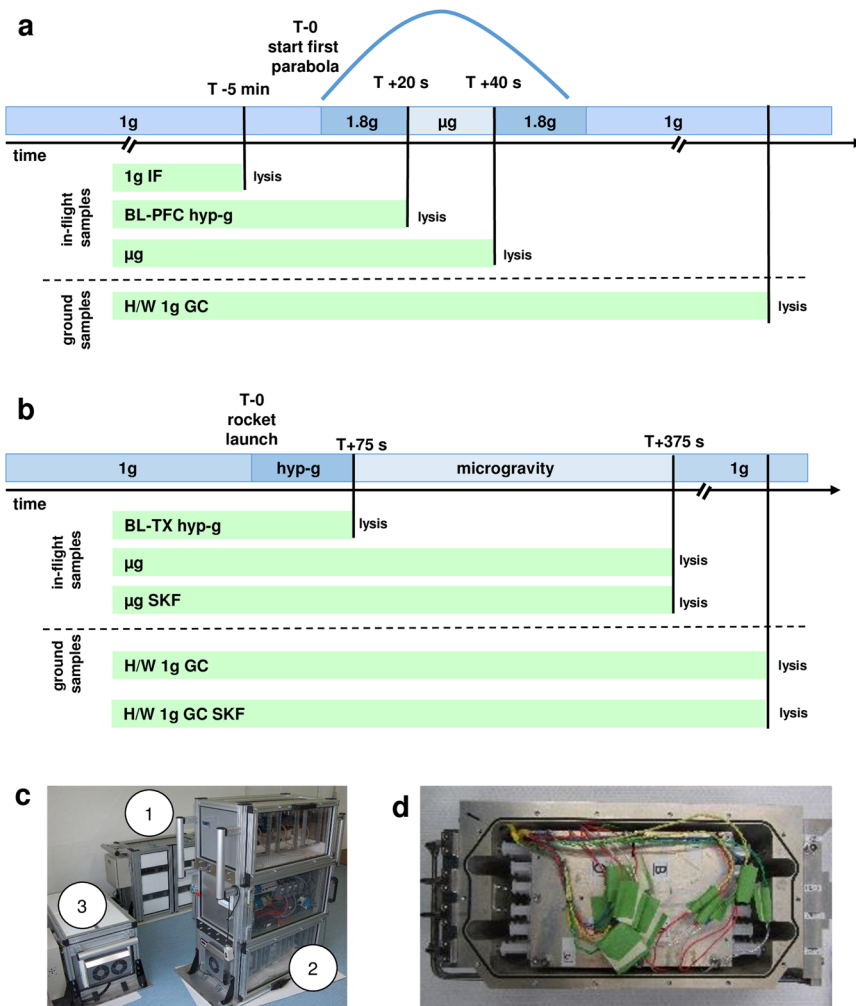 a
T-0
start first
parabola
T -5 min
T +20 s
T +40 s
1g
1.8g
µg
1.8g
1g
time
in-flight
samples
1g IF
lysis
BL-PFC hyp-g
lysis
µg
lysis
ground
samples
H/W 1g GC
lysis
b
T-0
rocket
launch
T+75 s
T+375 s
1g
hyp-g
microgravity
1g
time
in-flight
samples
BL-TX hyp-g
lysis
µg
lysis
µg SKF
lysis
ground
samples
H/W 1g GC
lysis
H/W 1g GC SKF
lysis
c
1
3
2
d
B